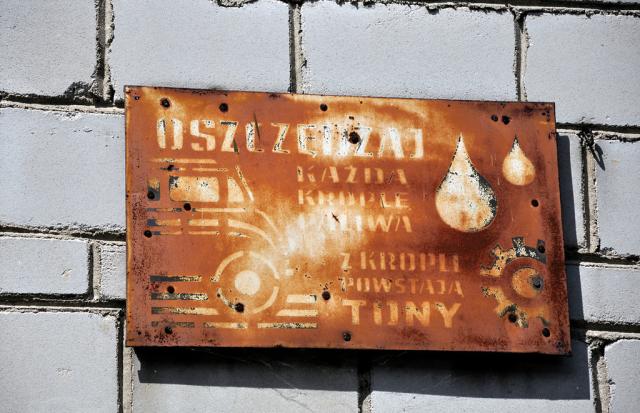 OSZCZĘDZAJ
KAŻDĄ
KROPLĘ
PALIWA
Z KROPLI
POWSTAJĄ
TONY